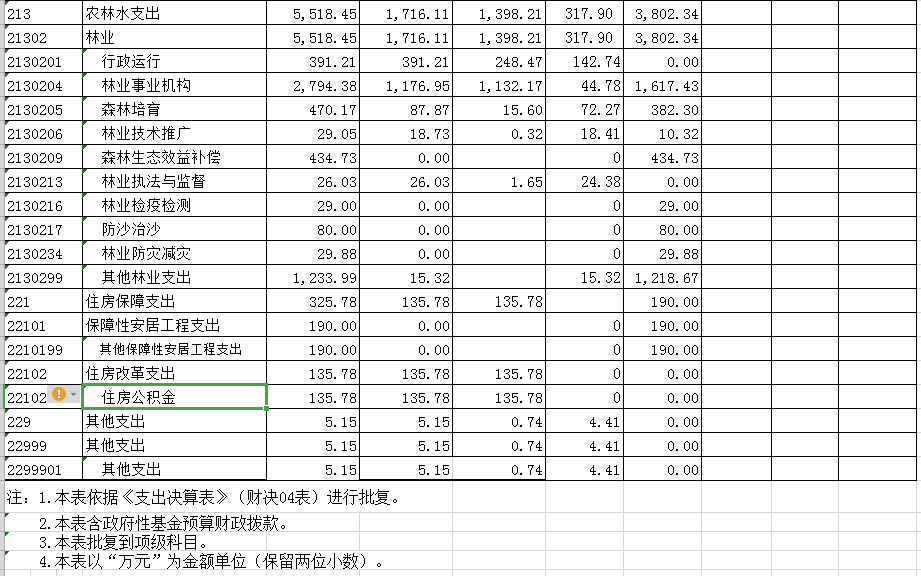 213 农林水支出 5,518.45 1,716.11 1,398.21 317.90 3,802.34
21302 林业 5,518.45 1,716.11 1,398.21 317.90 3,802.34
2130201 行政运行 391.21 391.21 248.47 142.74 0.00
2130204 林业事业机构 2,794.38 1,176.95 1,132.17 44.78 1,617.43
2130205 森林培育 470.17 87.87 15.60 72.27 382.30
2130206 林业技术推广 29.05 18.73 0.32 18.41 10.32
2130209 森林生态效益补偿 434.73 0.00 0 434.73
2130213 林业执法与监督 26.03 26.03 1.65 24.38 0.00
2130216 林业检疫检测 29.00 0.00 0 29.00
2130217 防沙治沙 80.00 0.00 0 80.00
2130234 林业防灾减灾 29.88 0.00 0 29.88
2130299 其他林业支出 1,233.99 15.32 15.32 1,218.67
221 住房保障支出 325.78 135.78 135.78 190.00
22101 保障性安居工程支出 190.00 0.00 0 190.00
2210199 其他保障性安居工程支出 190.00 0.00 0 190.00
22102 住房改革支出 135.78 135.78 135.78 0 0.00
22102 住房公积金 135.78 135.78 135.78 0 0.00
229 其他支出 5.15 5.15 0.74 4.41 0.00
22999 其他支出 5.15 5.15 0.74 4.41 0.00
2299901 其他支出 5.15 5.15 0.74 4.41 0.00
注：1.本表依据《支出决算表》（财决04表）进行批复。
2.本表含政府性基金预算财政拨款。
3.本表批复到项级科目。
4.本表以“万元”为金额单位（保留两位小数）。